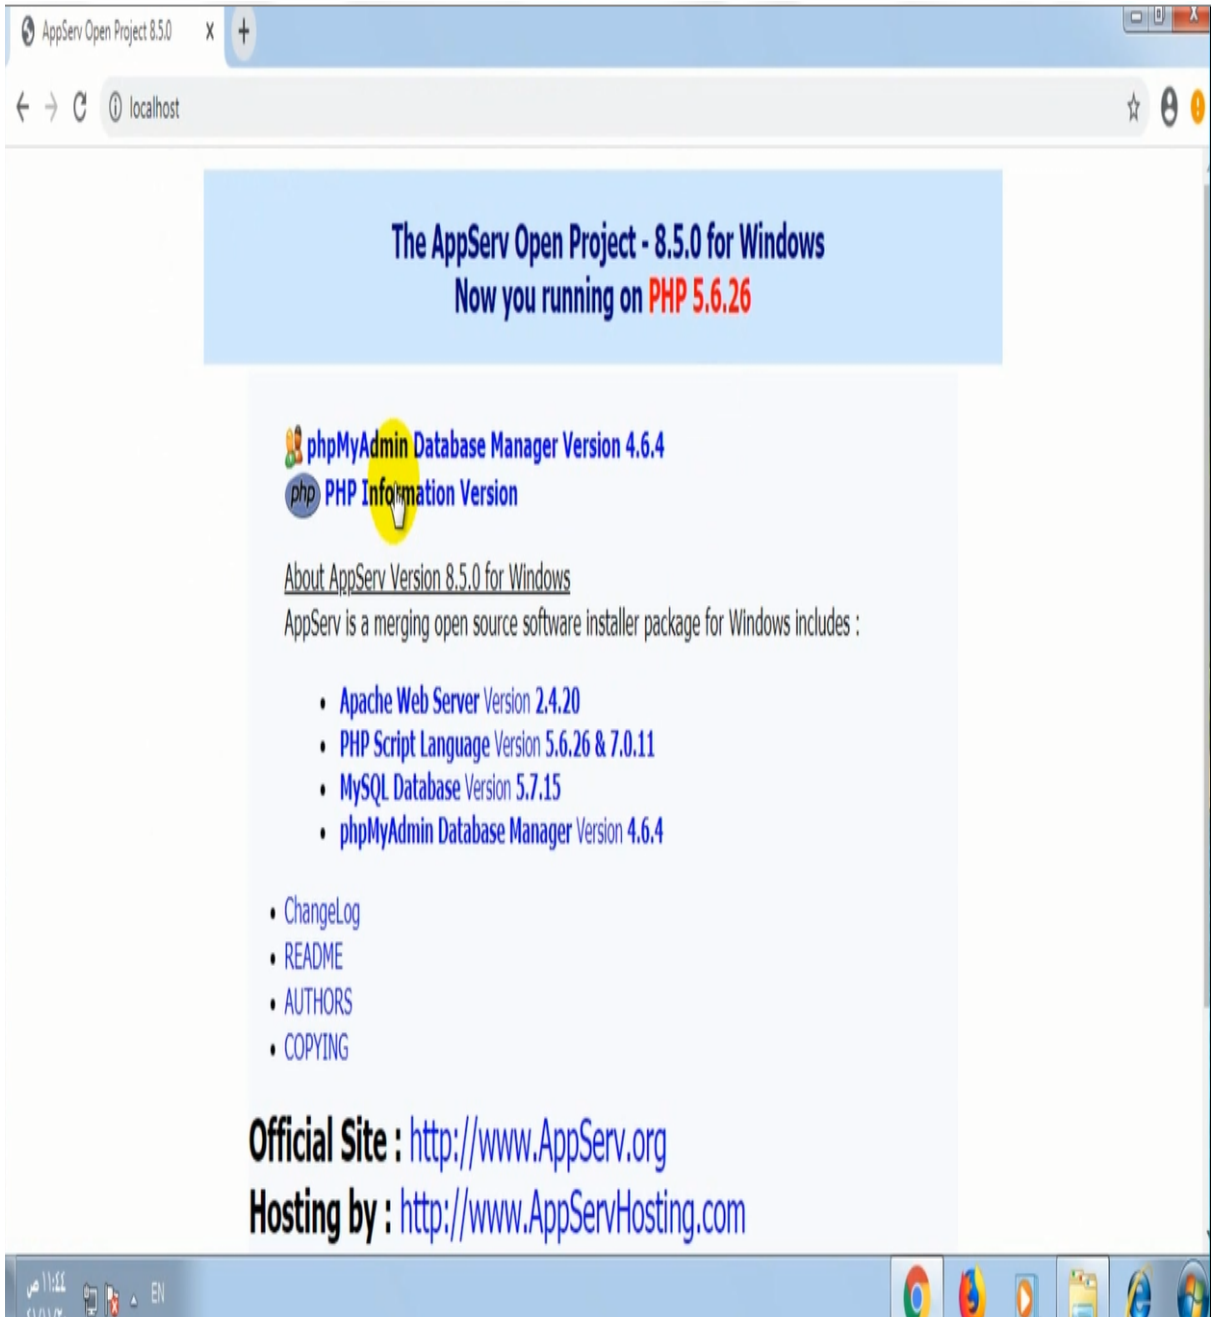 AppServ Open Project 8.5.0
localhost
The AppServ Open Project - 8.5.0 for Windows
Now you running on PHP 5.6.26
phpMyAdmin Database Manager Version 4.6.4
php PHP Information Version
About AppServ Version 8.5.0 for Windows
AppServ is a merging open source software installer package for Windows includes :
• Apache Web Server Version 2.4.20
• PHP Script Language Version 5.6.26 & 7.0.11
• MySQL Database Version 5.7.15
• phpMyAdmin Database Manager Version 4.6.4
• ChangeLog
• README
• AUTHORS
• COPYING
Official Site : http://www.AppServ.org
Hosting by : http://www.AppServHosting.com
١١:٤٤ ص
EN